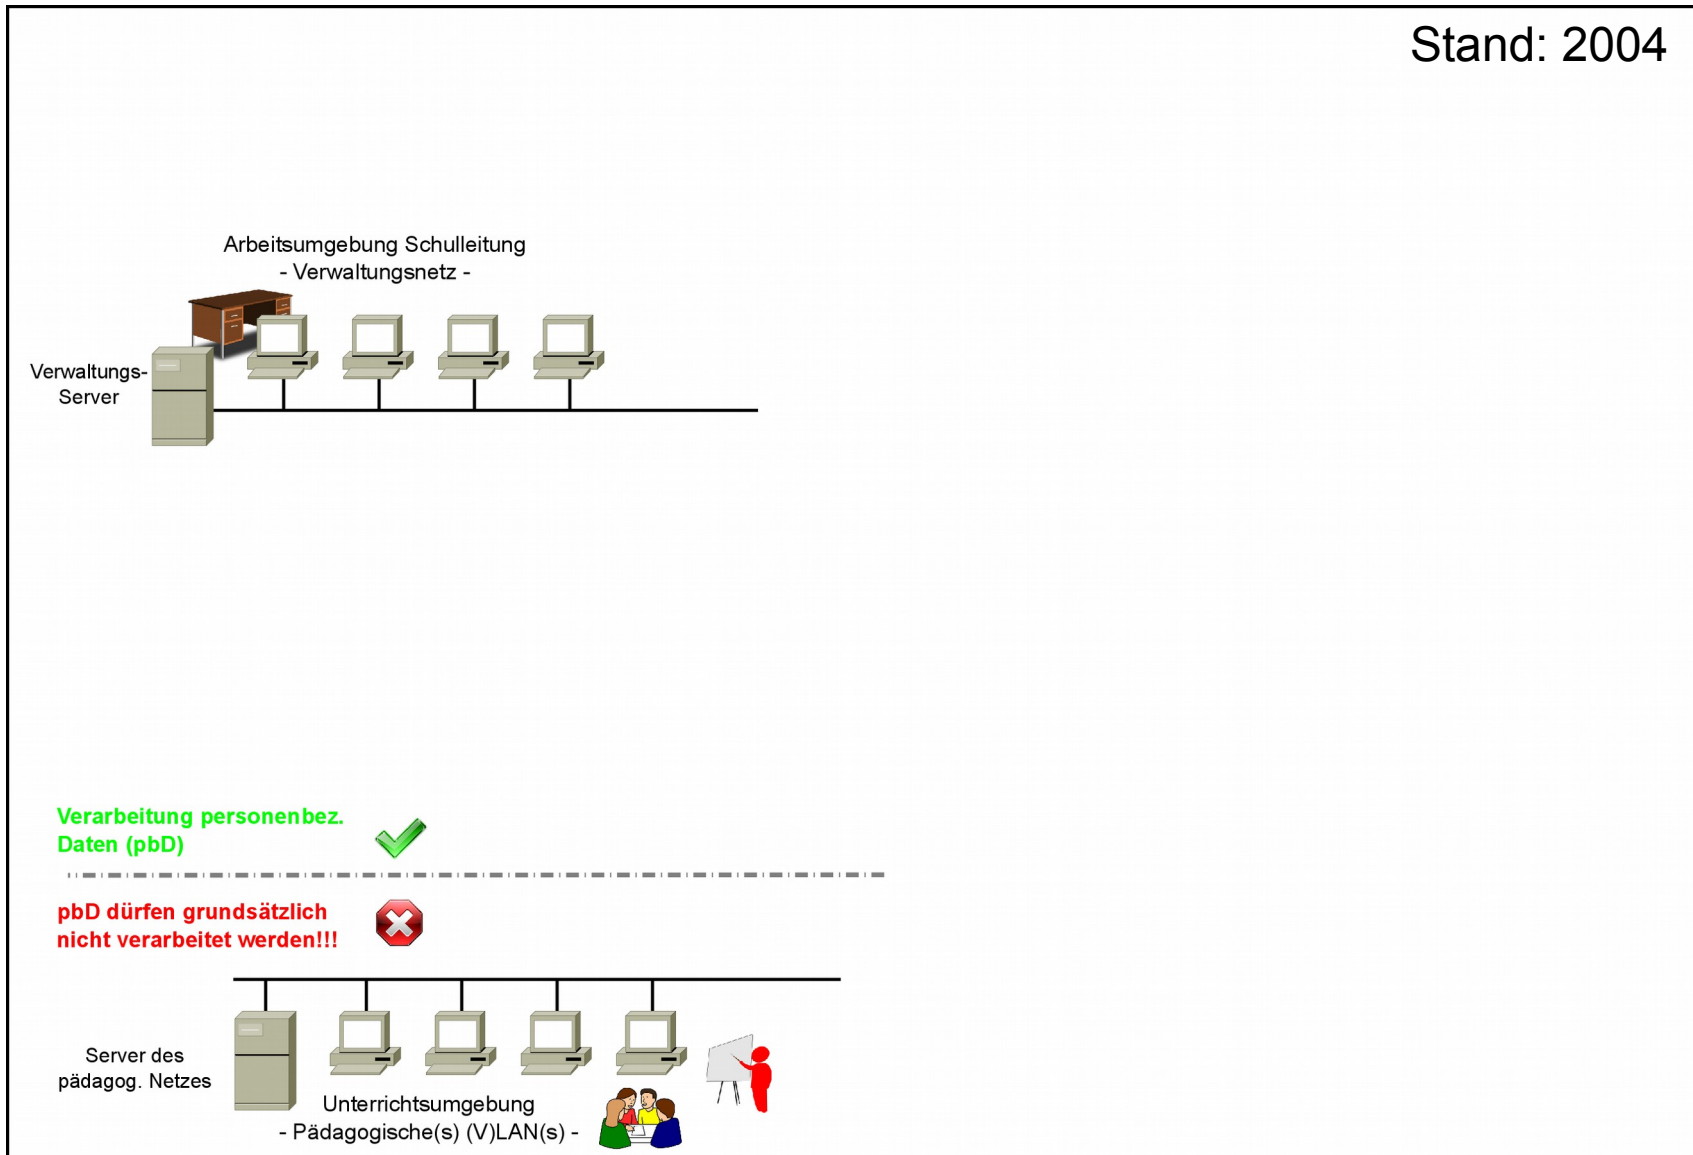 Stand: 2004
Arbeitsumgebung Schulleitung
- Verwaltungsnetz -
Verwaltungs-
Server
Verarbeitung personenbez.
Daten (pbD)
pbD dürfen grundsätzlich
nicht verarbeitet werden!!!
Server des
pädagog. Netzes
Unterrichtsumgebung
- Pädagogische(s) (V)LAN(s) -